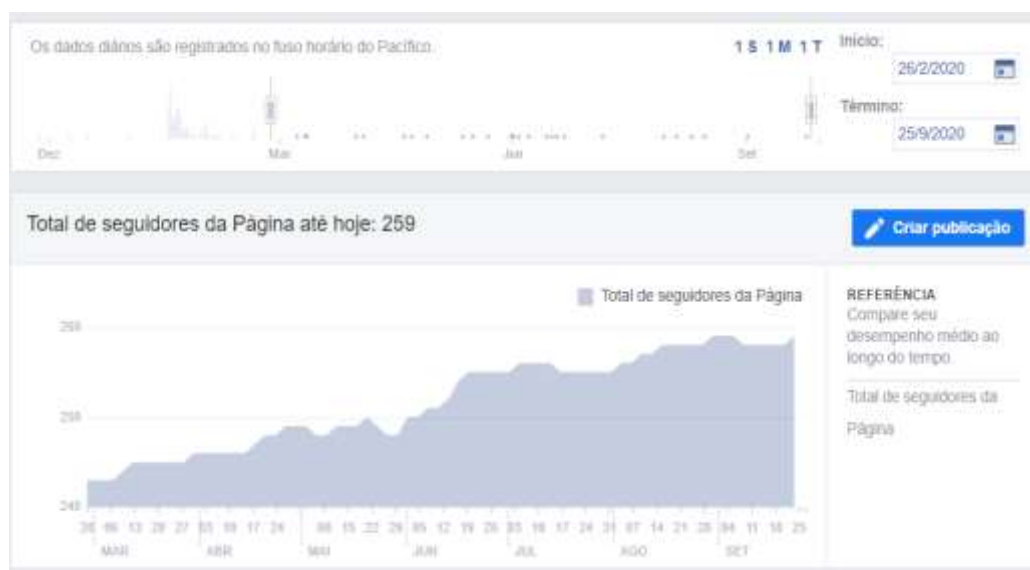 Os dados diários são registrados no fuso horário do Pacífico.
1 S 1 M 1 T
Início:
26/2/2020
Término:
25/9/2020
Dez
Mar
Jun
Set
Total de seguidores da Página até hoje: 259
Criar publicação
Total de seguidores da Página
REFERÊNCIA
Compare seu
desempenho médio ao
longo do tempo.
Total de seguidores da
Página
MAR ABR MAI JUN JUL AGO SET